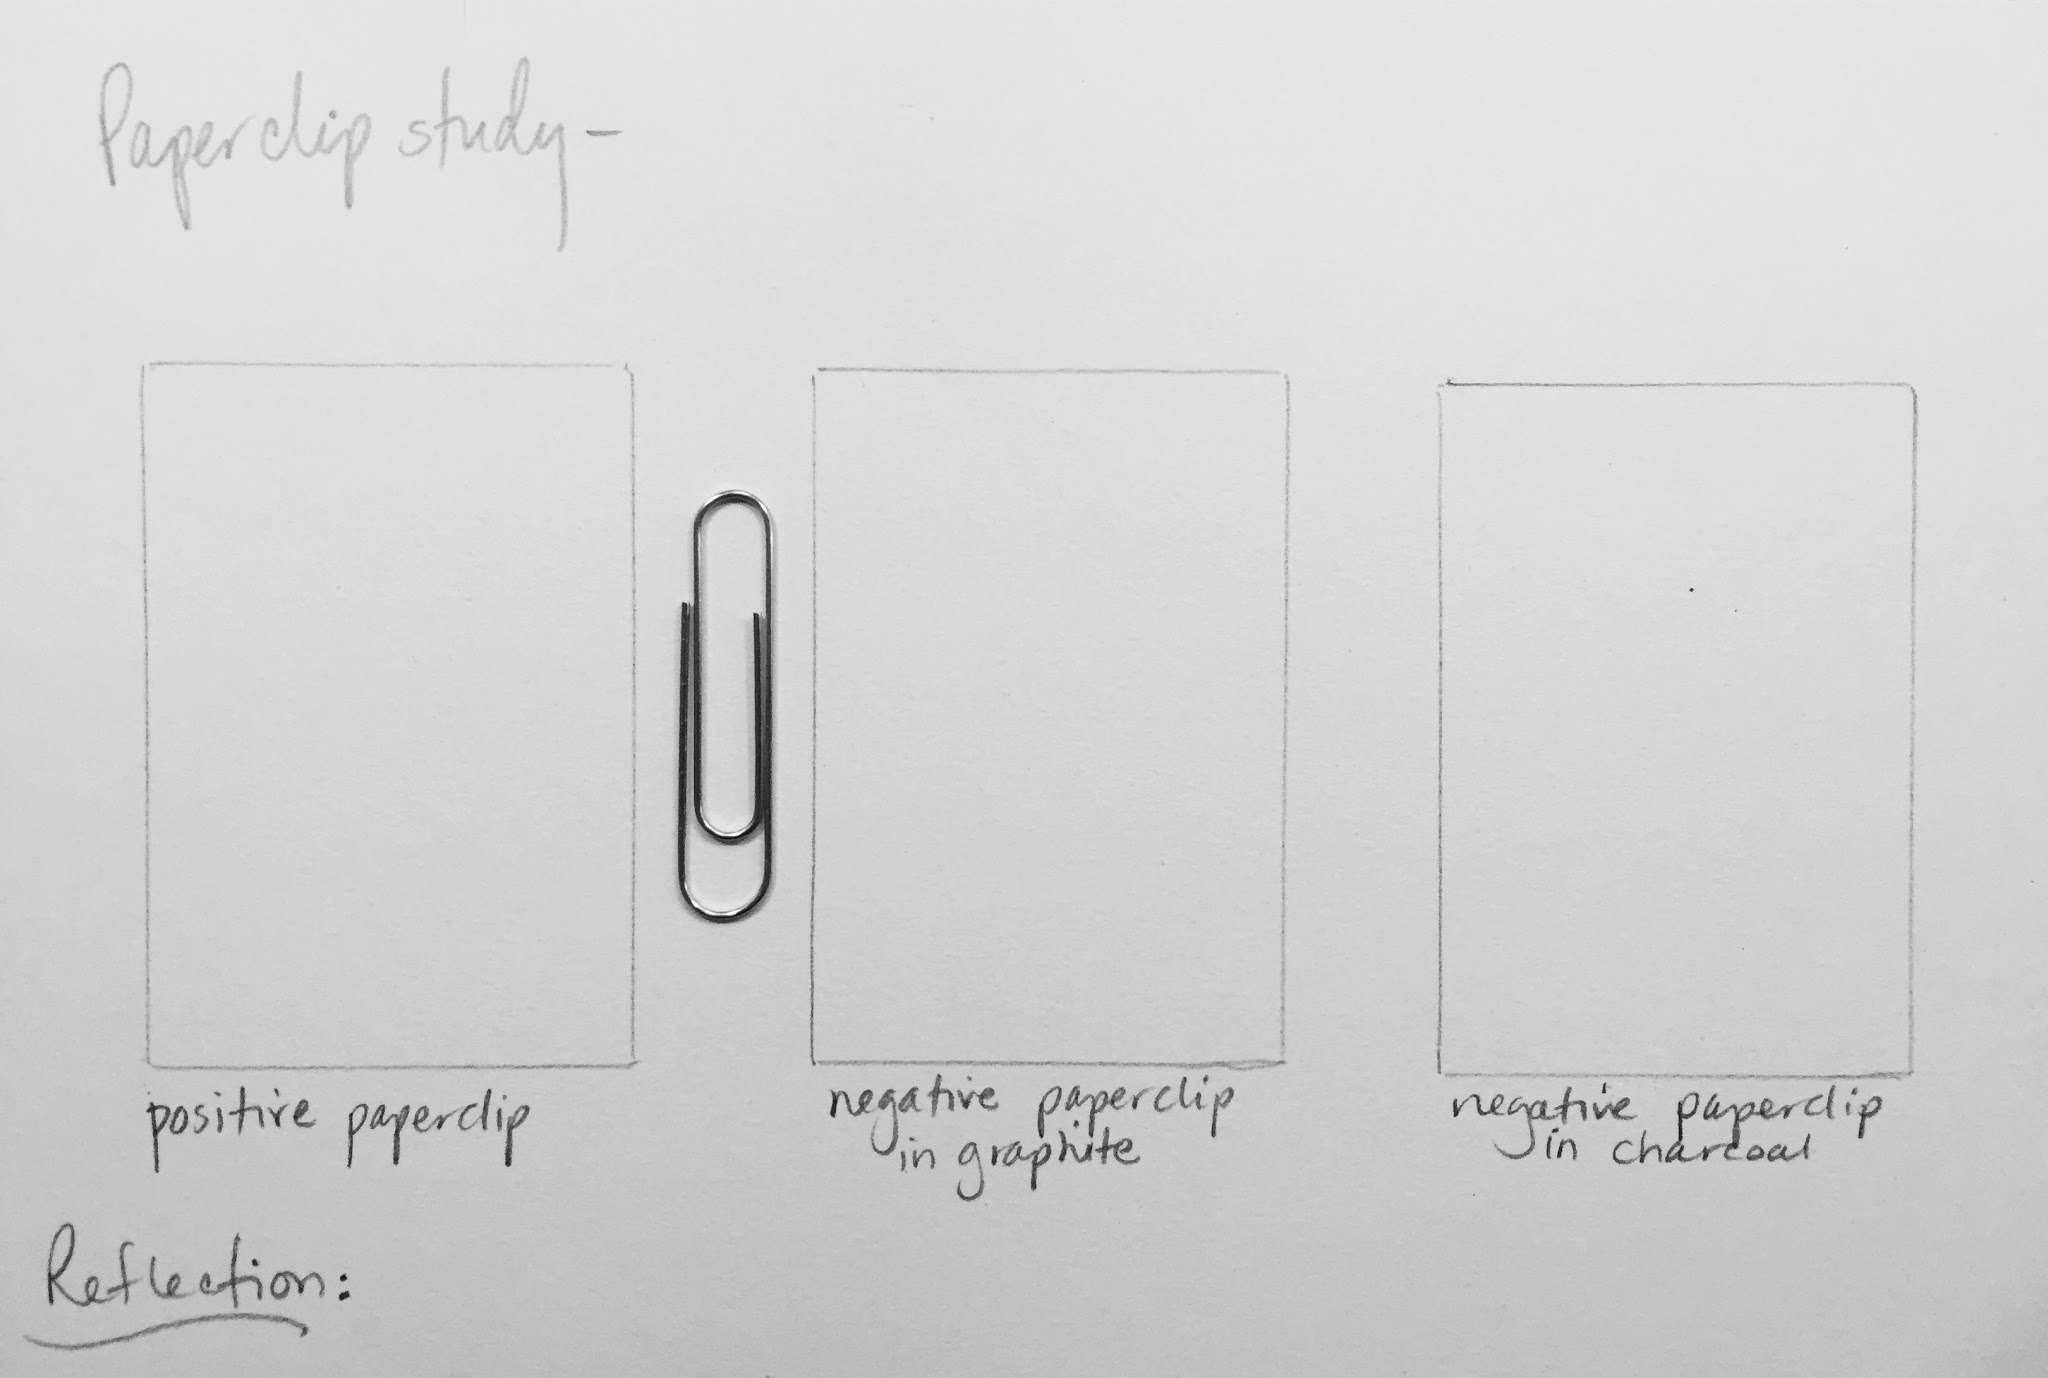 Paperclip study -
positive paperclip
negative paperclip
in graphite
negative paperclip
in charcoal
Reflection: